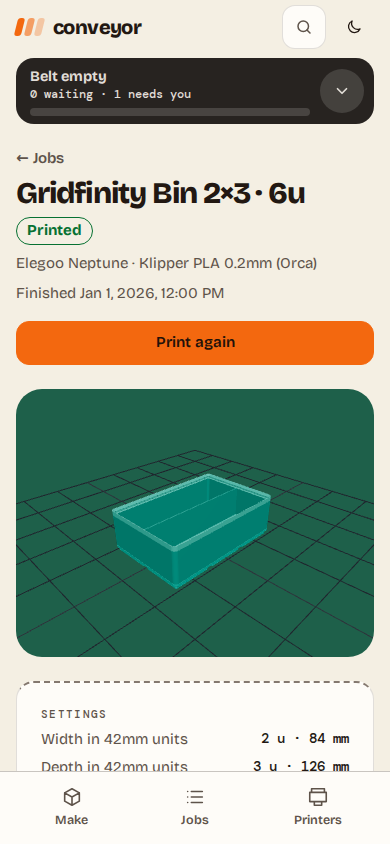 conveyor
Belt empty
0 waiting · 1 needs you
← Jobs
Gridfinity Bin 2×3 · 6u
Printed
Elegoo Neptune · Klipper PLA 0.2mm (Orca)
Finished Jan 1, 2026, 12:00 PM
Print again
SETTINGS
Width in 42mm units 2 u · 84 mm
Depth in 42mm units 3 u · 126 mm
Make Jobs Printers